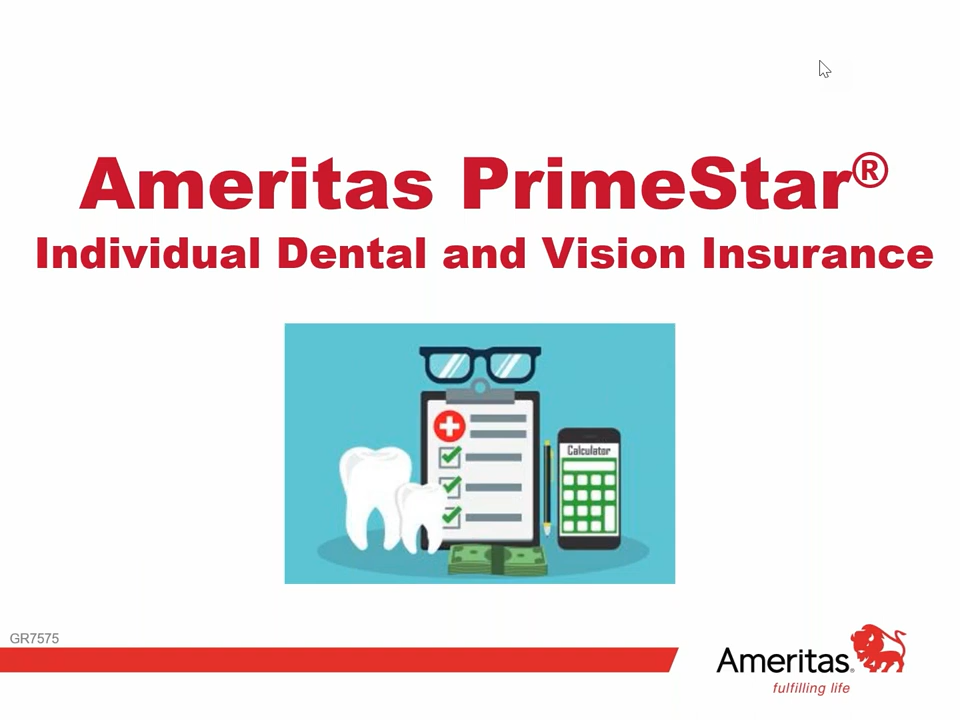 Ameritas PrimeStar®
Individual Dental and Vision Insurance
Calculator
GR7575
Ameritas®
fulfilling life